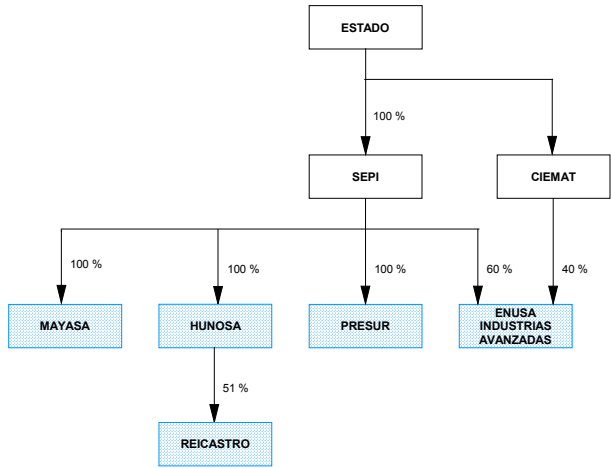 ESTADO
100 %
SEPI
CIEMAT
100 %
100 %
100 %
60 %
40 %
MAYASA
HUNOSA
PRESUR
ENUSA
INDUSTRIAS
AVANZADAS
51 %
REICASTRO